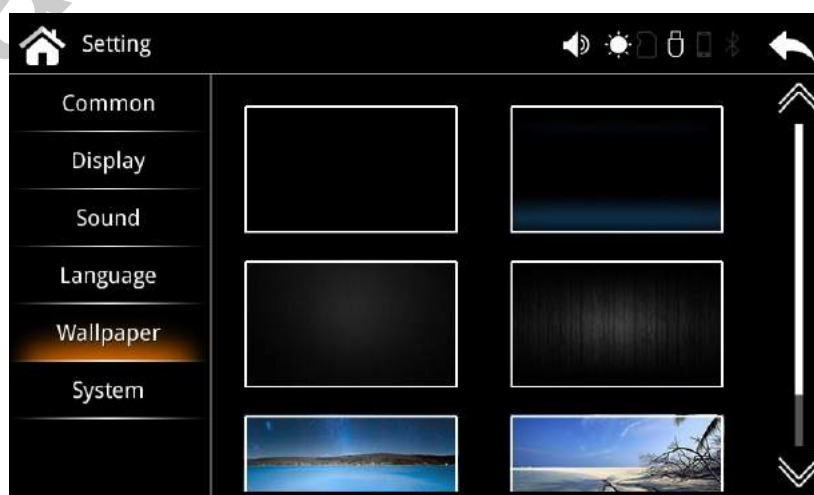 Setting
Common
Display
Sound
Language
Wallpaper
System